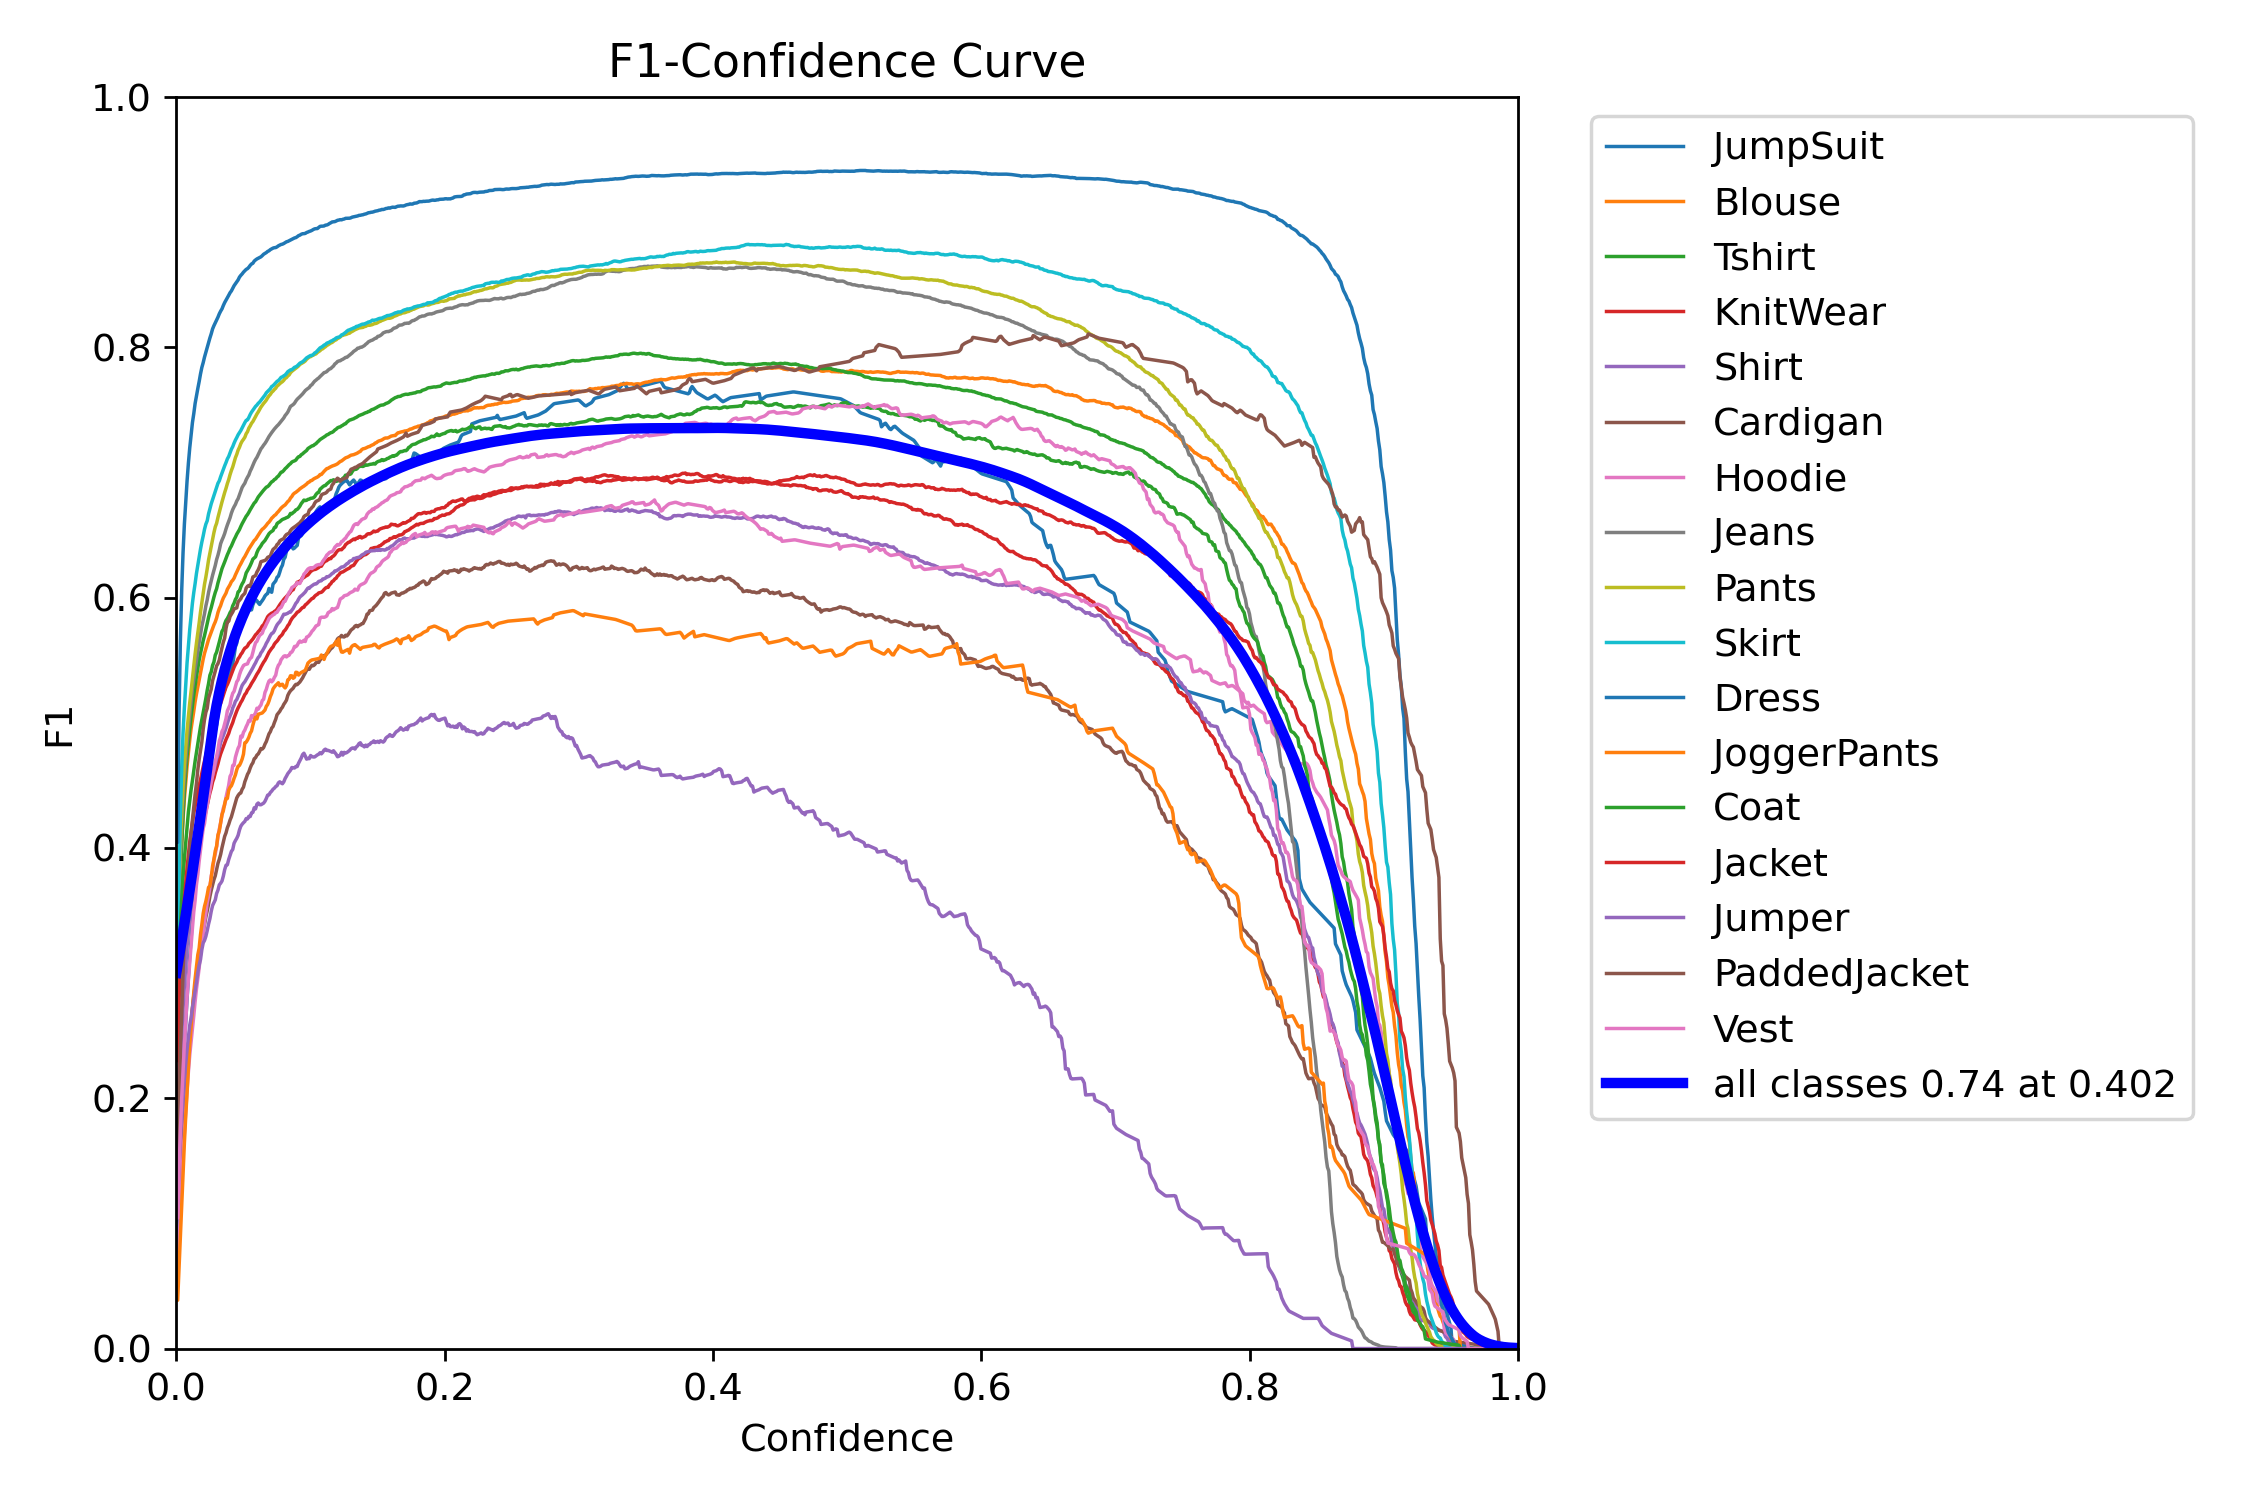 F1-Confidence Curve
1.0
0.8
0.6
0.4
0.2
0.0
F1
0.0 0.2 0.4 0.6 0.8 1.0
Confidence
JumpSuit
Blouse
Tshirt
KnitWear
Shirt
Cardigan
Hoodie
Jeans
Pants
Skirt
Dress
JoggerPants
Coat
Jacket
Jumper
PaddedJacket
Vest
all classes 0.74 at 0.402